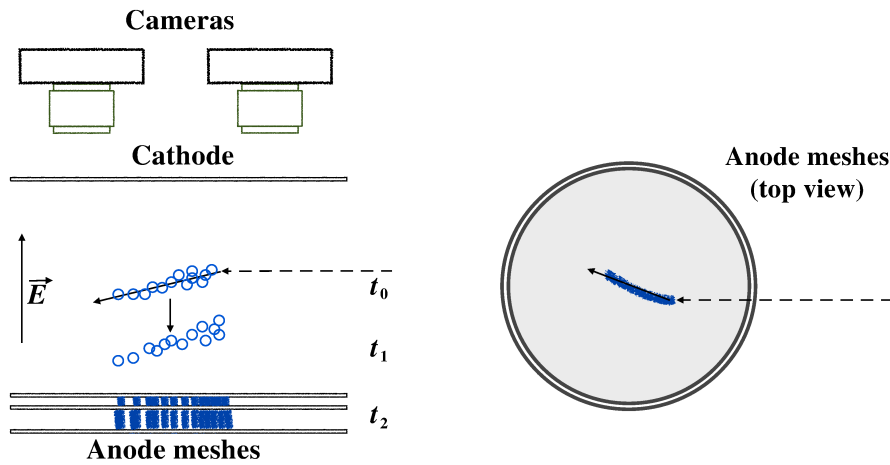 Cameras
Cathode
E
t0
t1
t2
Anode meshes
Anode meshes
(top view)